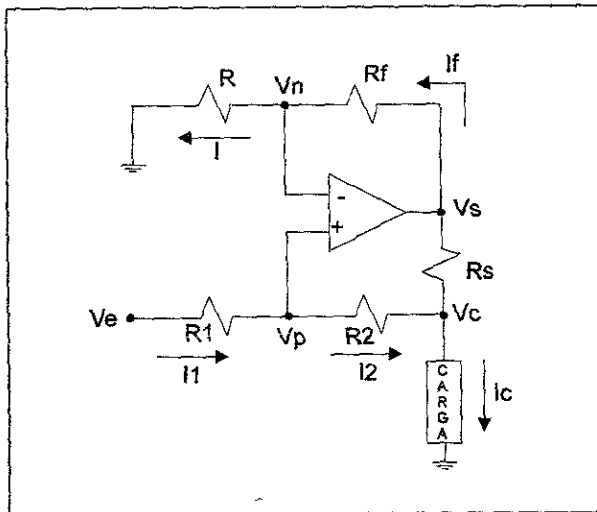 R
Vn
Rf
If
I
-
+
Vs
Rs
Ve
R1
Vp
R2
Vc
I1
I2
CARGA
Ic